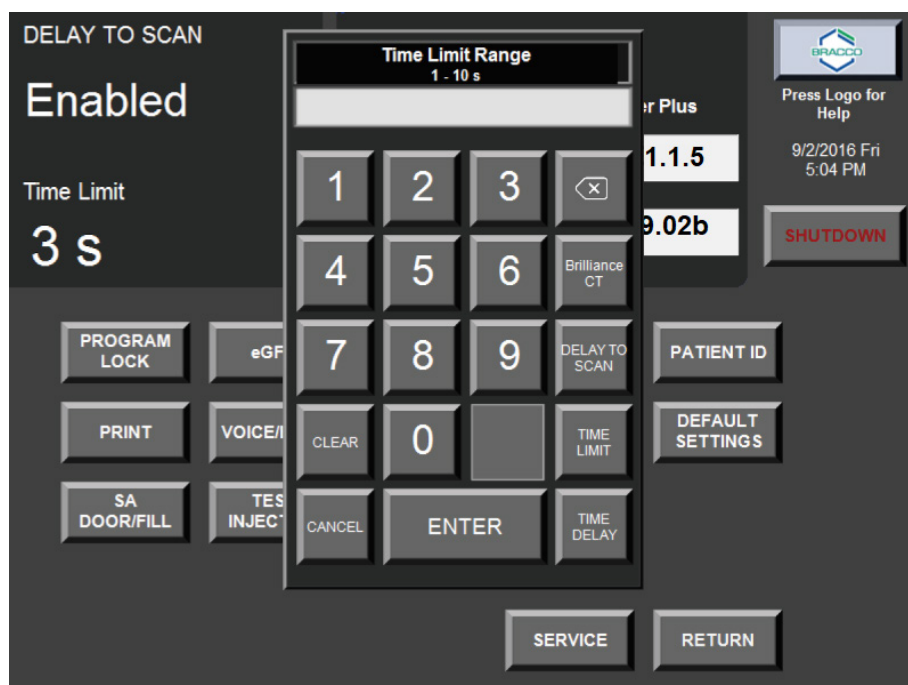 DELAY TO SCAN
Enabled
Time Limit
3 s
Time Limit Range
1 - 10 s
1
2
3
4
5
6
Brilliance
CT
7
8
9
DELAY TO
SCAN
CLEAR
0
TIME
LIMIT
CANCEL
ENTER
TIME
DELAY
Plus
1.1.5
9.02b
BRACCO
Press Logo for
Help
9/2/2016 Fri
5:04 PM
SHUTDOWN
PROGRAM
LOCK
eGF
PATIENT ID
PRINT
VOICE/
DEFAULT
SETTINGS
SA
DOOR/FILL
TES
INJECT
SERVICE
RETURN